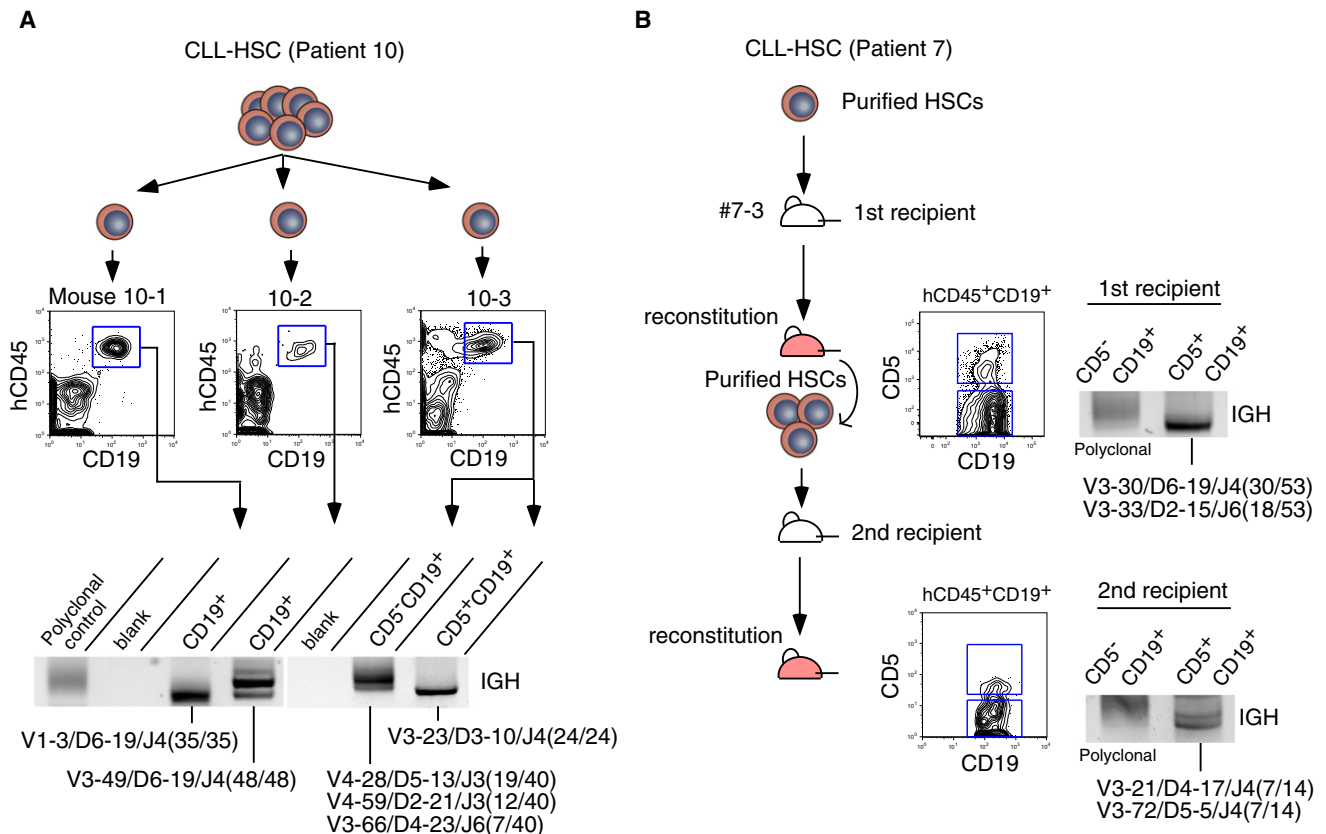 A
CLL-HSC (Patient 10)
Mouse 10-1
10-2
10-3
hCD45
CD19
hCD45
CD19
hCD45
CD19
Polyclonal control
blank
CD19+
CD19+
blank
CD5-CD19+
CD5+CD19+
IGH
V1-3/D6-19/J4(35/35)
V3-49/D6-19/J4(48/48)
V3-23/D3-10/J4(24/24)
V4-28/D5-13/J3(19/40)
V4-59/D2-21/J3(12/40)
V3-66/D4-23/J6(7/40)
B
CLL-HSC (Patient 7)
Purified HSCs
#7-3
1st recipient
reconstitution
Purified HSCs
2nd recipient
reconstitution
hCD45+CD19+
CD5
CD19
1st recipient
CD5-
CD19+
CD5+
CD19+
IGH
Polyclonal
V3-30/D6-19/J4(30/53)
V3-33/D2-15/J6(18/53)
hCD45+CD19+
CD5
CD19
2nd recipient
CD5-
CD19+
CD5+
CD19+
IGH
Polyclonal
V3-21/D4-17/J4(7/14)
V3-72/D5-5/J4(7/14)